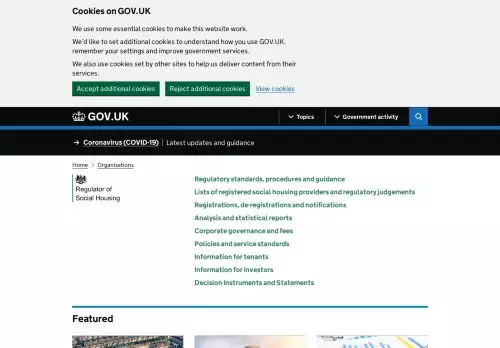 Cookies on GOV.UK
We use some essential cookies to make this website work.
We'd like to set additional cookies to understand how you use GOV.UK,
remember your settings and improve government services.
We also use cookies set by other sites to help us deliver content from their
services.
Accept additional cookies
Reject additional cookies
View cookies
GOV.UK
Topics
Government activity
→ Coronavirus (COVID-19) | Latest updates and guidance
Home > Organisations
Regulator of
Social Housing
Regulatory standards, procedures and guidance
Lists of registered social housing providers and regulatory judgements
Registrations, de-registrations and notifications
Analysis and statistical reports
Corporate governance and fees
Policies and service standards
Information for tenants
Information for investors
Decision Instruments and Statements
Featured